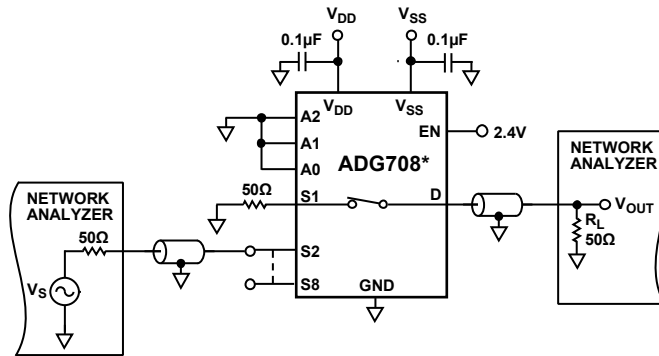 VDD
VSS
0.1µF
0.1µF
VDD
VSS
A2
A1
A0
EN
2.4V
ADG708*
NETWORK
ANALYZER
50Ω
VS
50Ω
S1
D
S2
S8
GND
NETWORK
ANALYZER
VOUT
RL
50Ω